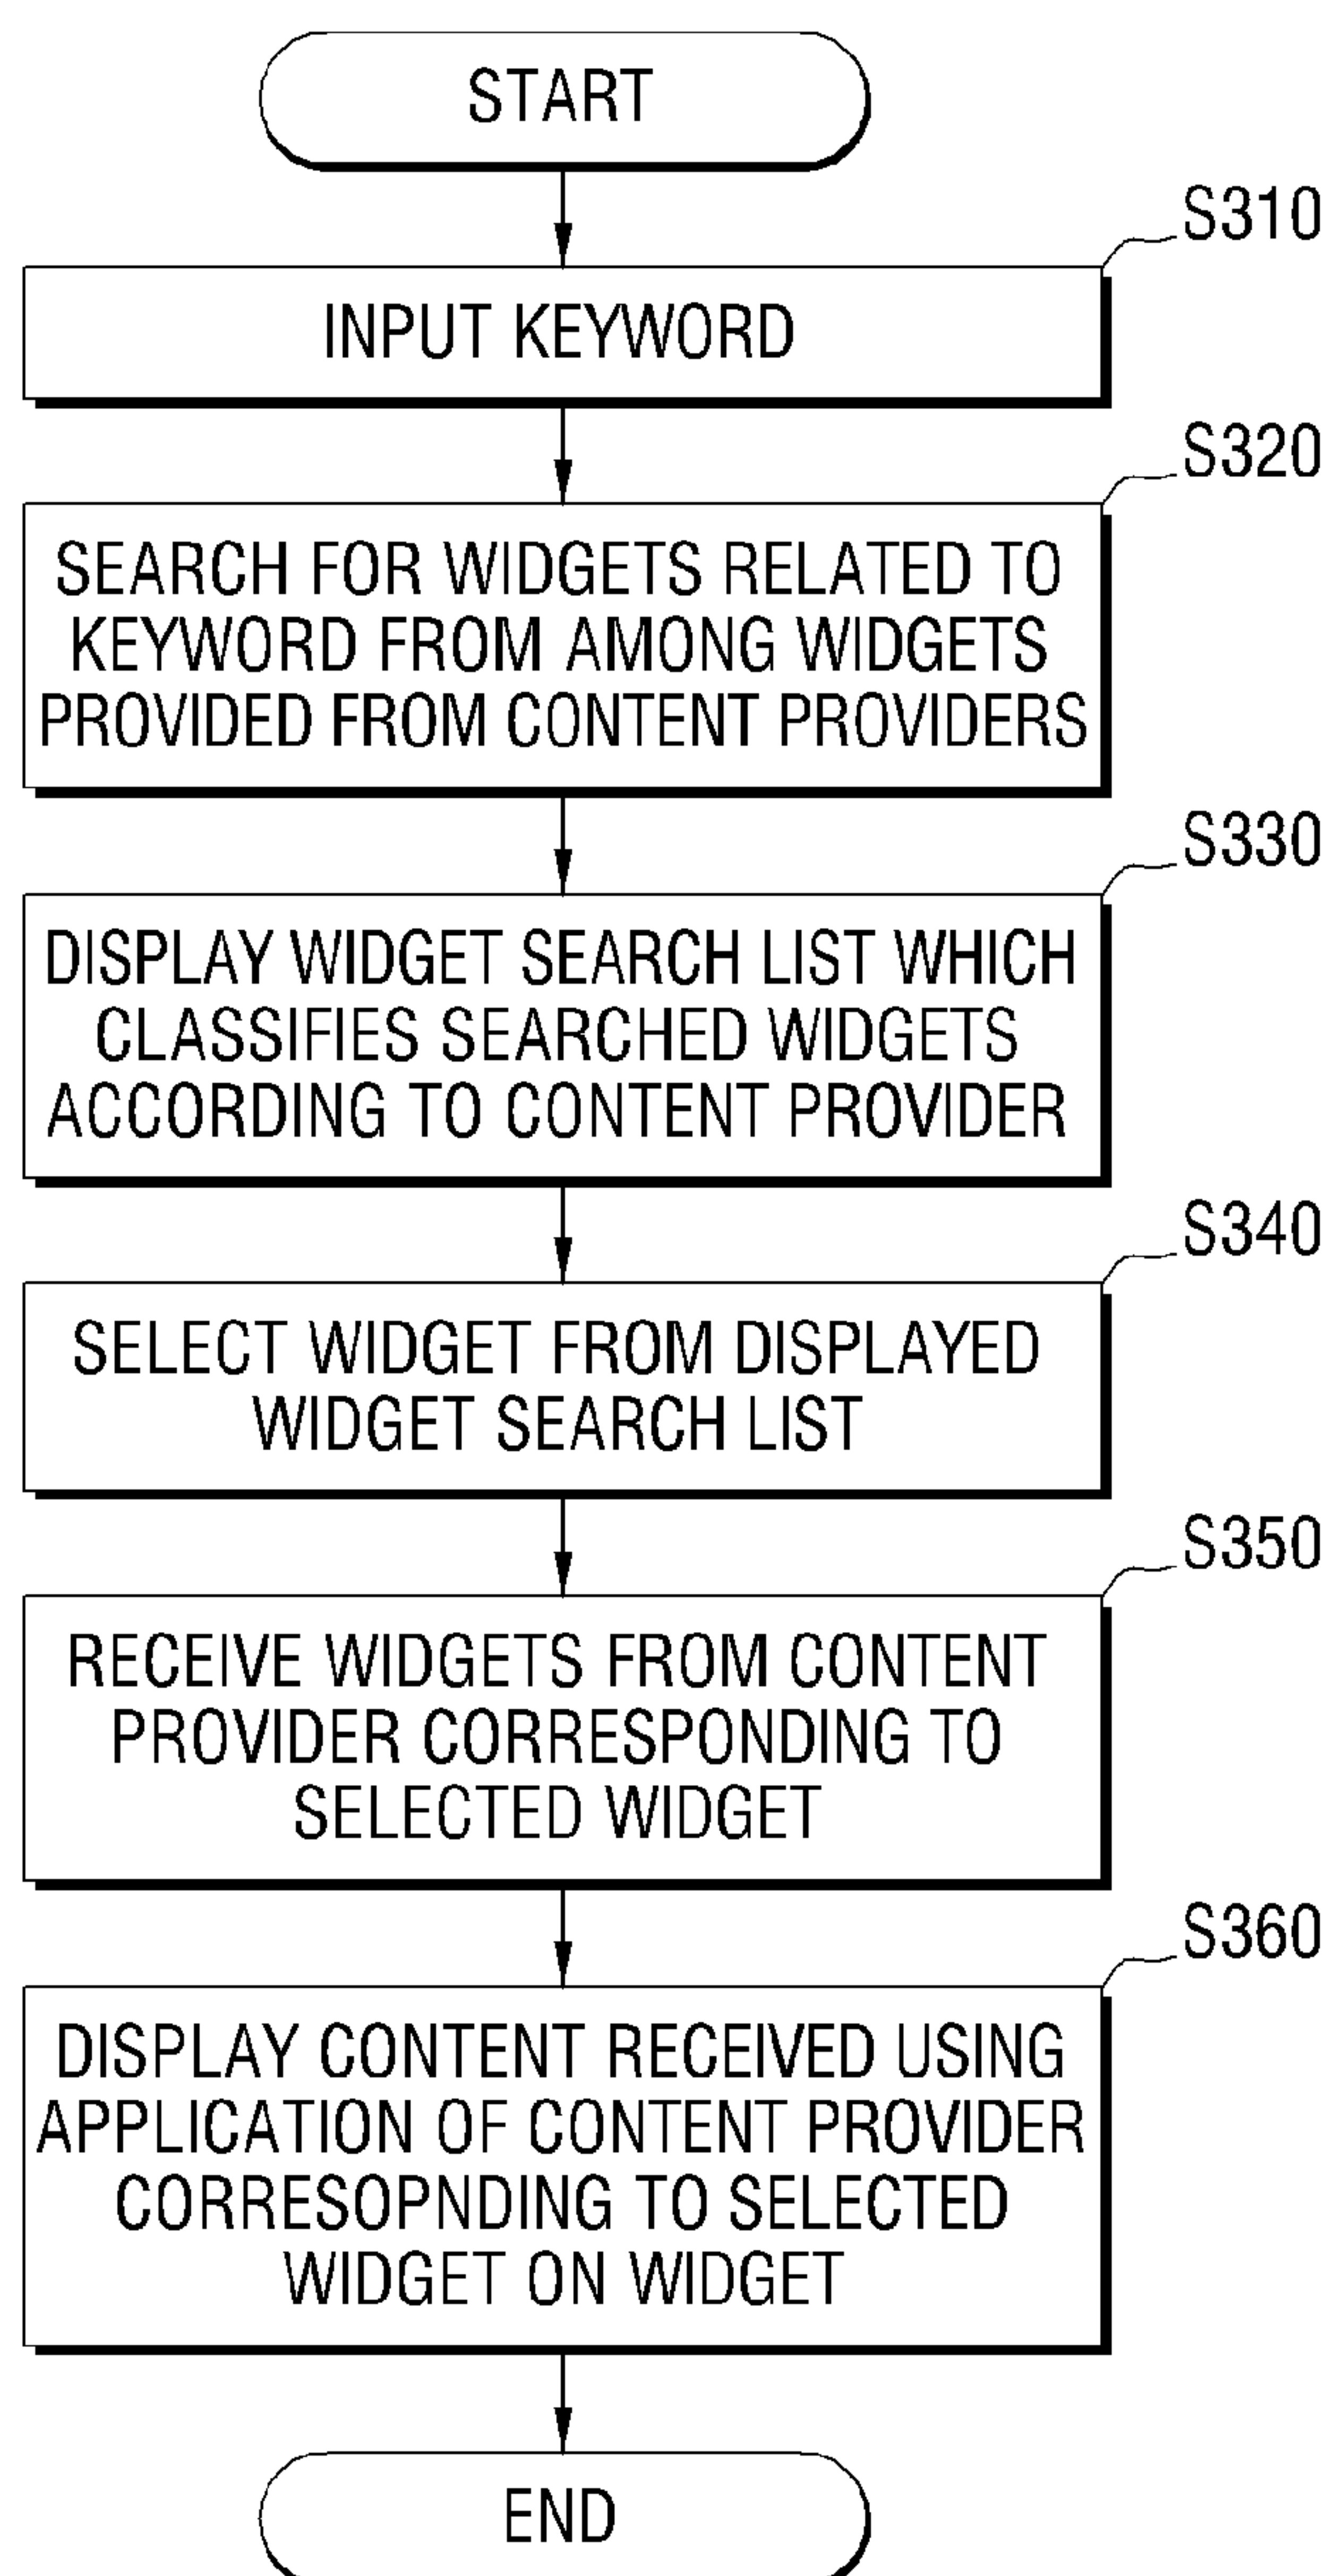 START
S310
INPUT KEYWORD
S320
SEARCH FOR WIDGETS RELATED TO
KEYWORD FROM AMONG WIDGETS
PROVIDED FROM CONTENT PROVIDERS
S330
DISPLAY WIDGET SEARCH LIST WHICH
CLASSIFIES SEARCHED WIDGETS
ACCORDING TO CONTENT PROVIDER
S340
SELECT WIDGET FROM DISPLAYED
WIDGET SEARCH LIST
S350
RECEIVE WIDGETS FROM CONTENT
PROVIDER CORRESPONDING TO
SELECTED WIDGET
S360
DISPLAY CONTENT RECEIVED USING
APPLICATION OF CONTENT PROVIDER
CORRESOPNDING TO SELECTED
WIDGET ON WIDGET
END